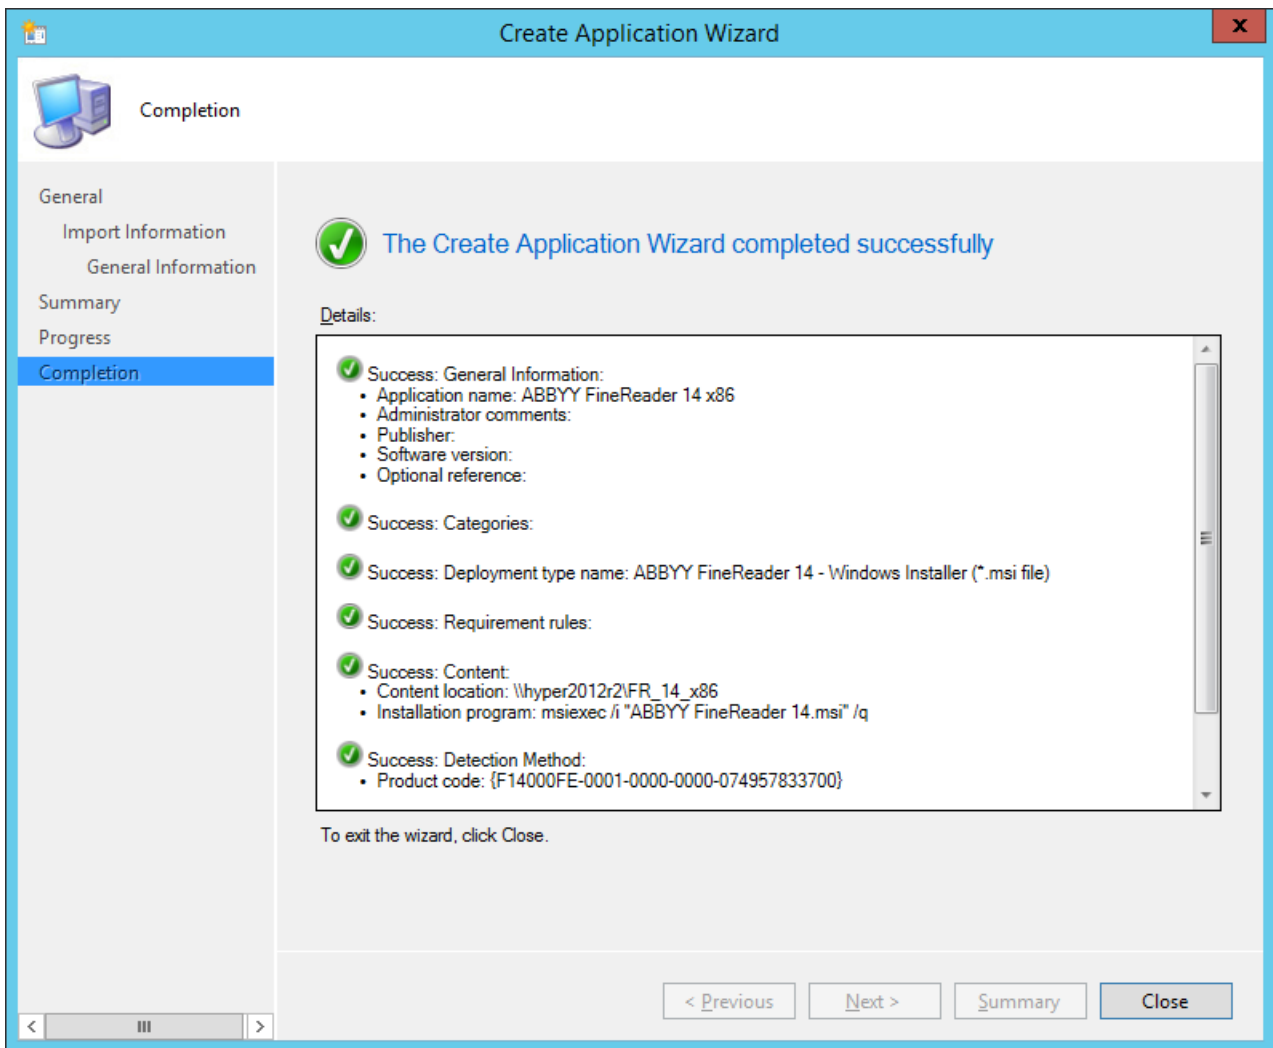 Create Application Wizard
x
Completion
General
Import Information
General Information
Summary
Progress
Completion
The Create Application Wizard completed successfully
Details:
Success: General Information:
• Application name: ABBYY FineReader 14 x86
• Administrator comments:
• Publisher:
• Software version:
• Optional reference:
Success: Categories:
Success: Deployment type name: ABBYY FineReader 14 - Windows Installer (*.msi file)
Success: Requirement rules:
Success: Content:
• Content location: \\hyper2012r2\FR_14_x86
• Installation program: msiexec /i "ABBYY FineReader 14.msi" /q
Success: Detection Method:
• Product code: {F14000FE-0001-0000-0000-074957833700}
To exit the wizard, click Close.
< Previous
Next >
Summary
Close